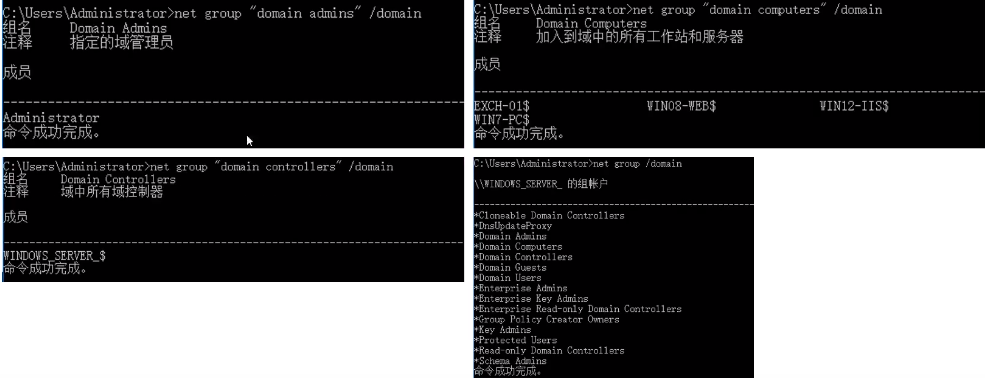 C:\Users\Administrator>net group "domain admins" /domain
组名     Domain Admins
注释     指定的域管理员
成员
-------------------------------------------------------------------------------
Administrator
命令成功完成。
C:\Users\Administrator>net group "domain computers" /domain
组名     Domain Computers
注释     加入到域中的所有工作站和服务器
成员
-------------------------------------------------------------------------------
EXCH-01$                 WIN08-WEB$               WIN12-IIS$
WIN7-PC$
命令成功完成。
C:\Users\Administrator>net group "domain controllers" /domain
组名     Domain Controllers
注释     域中所有域控制器
成员
-------------------------------------------------------------------------------
WINDOWS_SERVER_$
命令成功完成。
C:\Users\Administrator>net group /domain
\\WINDOWS_SERVER_ 的组帐户
-------------------------------------------------------------------------------
*Cloneable Domain Controllers
*DnsUpdateProxy
*Domain Admins
*Domain Computers
*Domain Controllers
*Domain Guests
*Domain Users
*Enterprise Admins
*Enterprise Key Admins
*Enterprise Read-only Domain Controllers
*Group Policy Creator Owners
*Key Admins
*Protected Users
*Read-only Domain Controllers
*Schema Admins
命令成功完成。